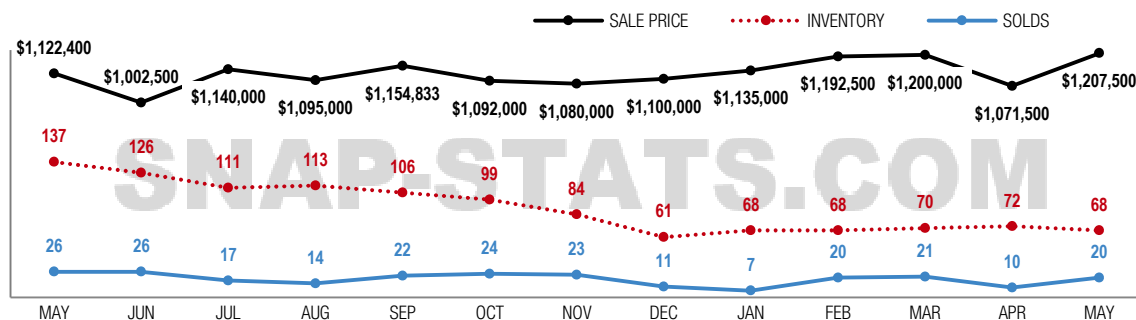 SALE PRICE INVENTORY SOLDS
$1,122,400 $1,002,500 $1,140,000 $1,095,000 $1,154,833 $1,092,000 $1,080,000 $1,100,000 $1,135,000 $1,192,500 $1,200,000 $1,071,500 $1,207,500
137 126 111 113 106 99 84 61 68 68 70 72 68
SNAP-STATS.COM
26 26 17 14 22 24 23 11 7 20 21 10 20
MAY JUN JUL AUG SEP OCT NOV DEC JAN FEB MAR APR MAY